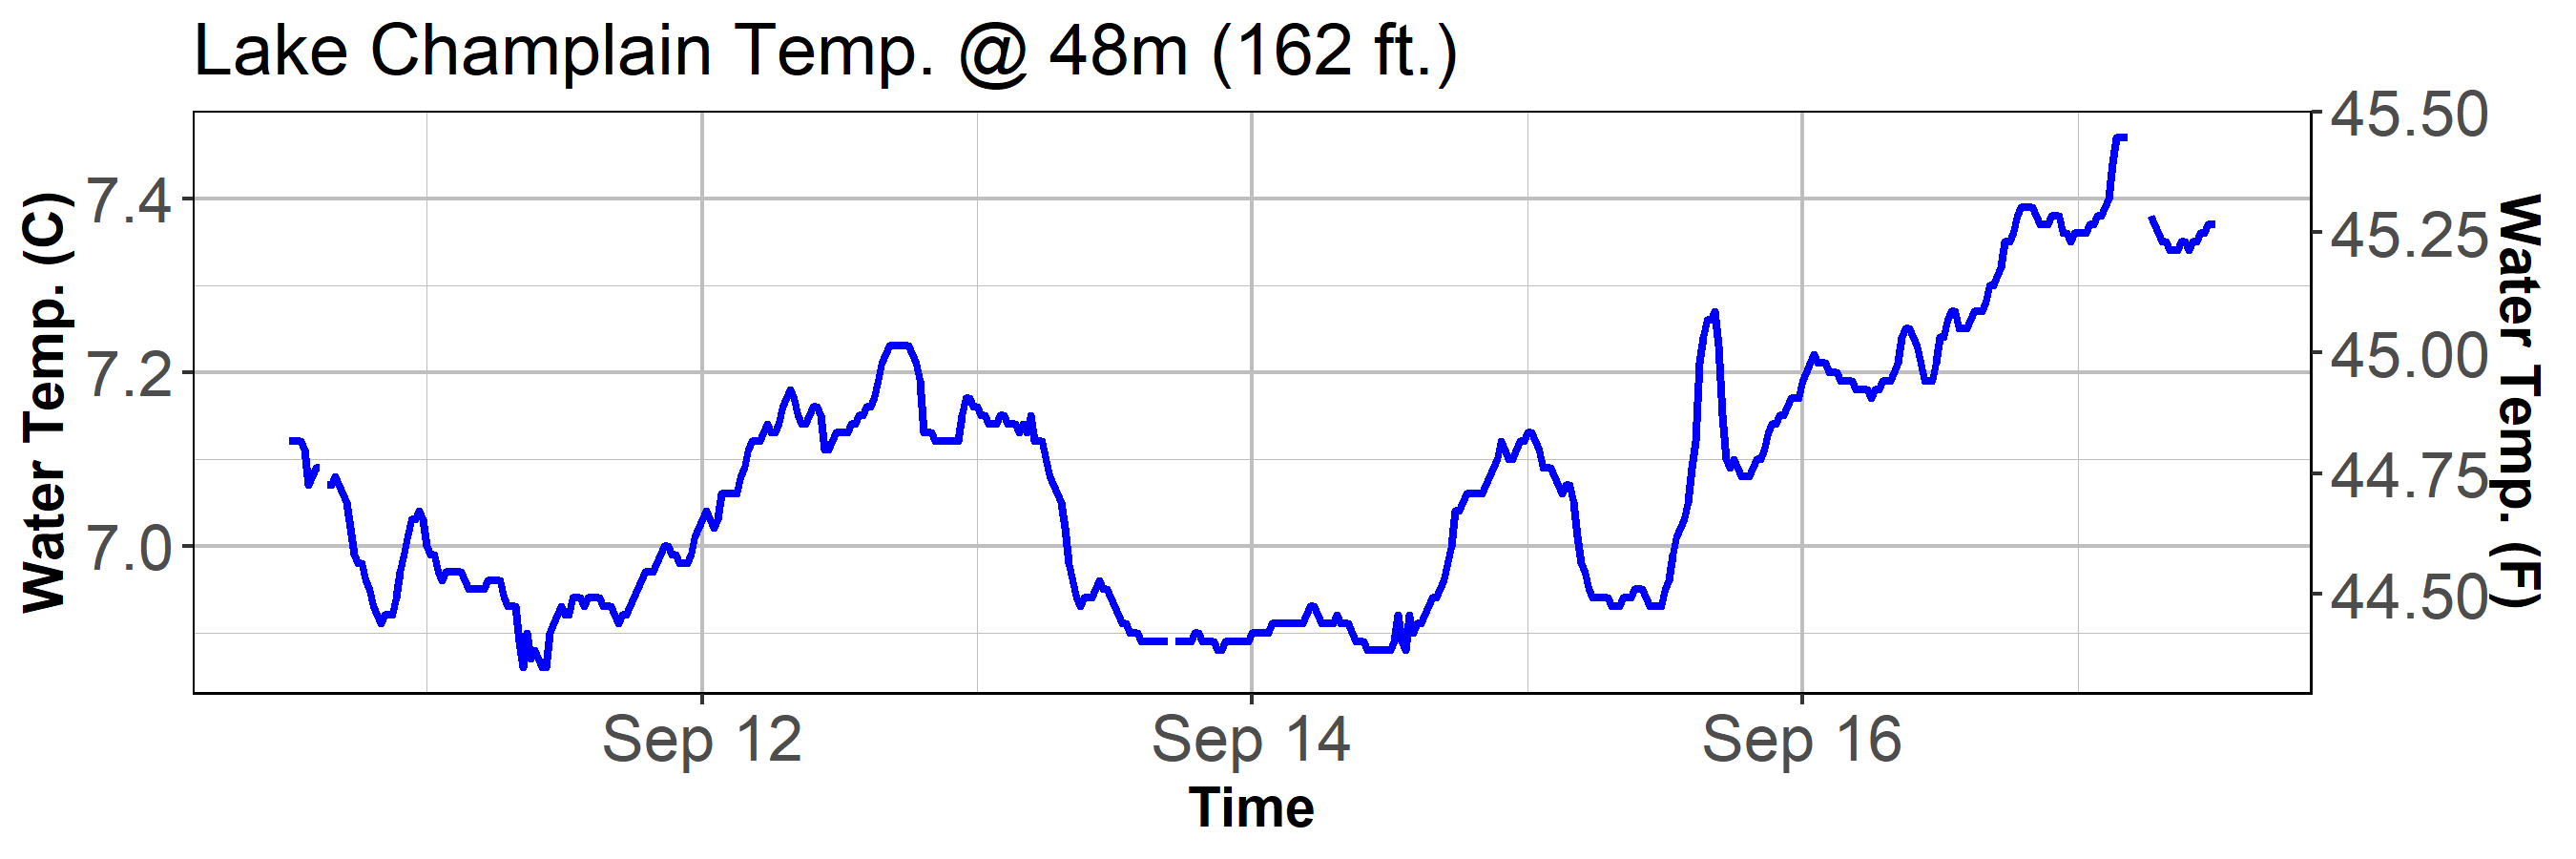 Lake Champlain Temp. @ 48m (162 ft.)
Water Temp. (C)
7.4
7.2
7.0
45.50
45.25
45.00
44.75
44.50
Water Temp. (F)
Sep 12
Sep 14
Sep 16
Time